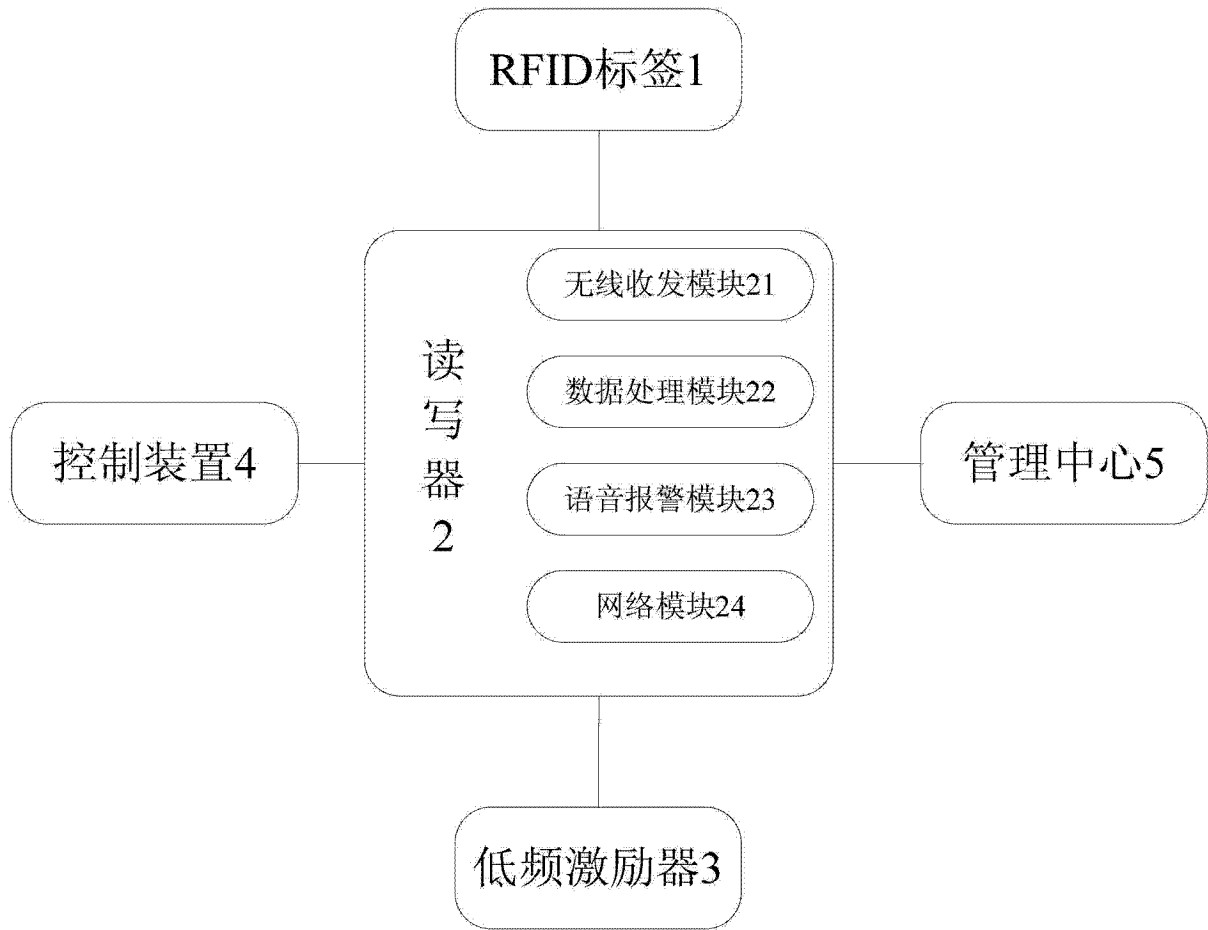 RFID标签1
无线收发模块21
读写器2
数据处理模块22
控制装置4
管理中心5
语音报警模块23
网络模块24
低频激励器3